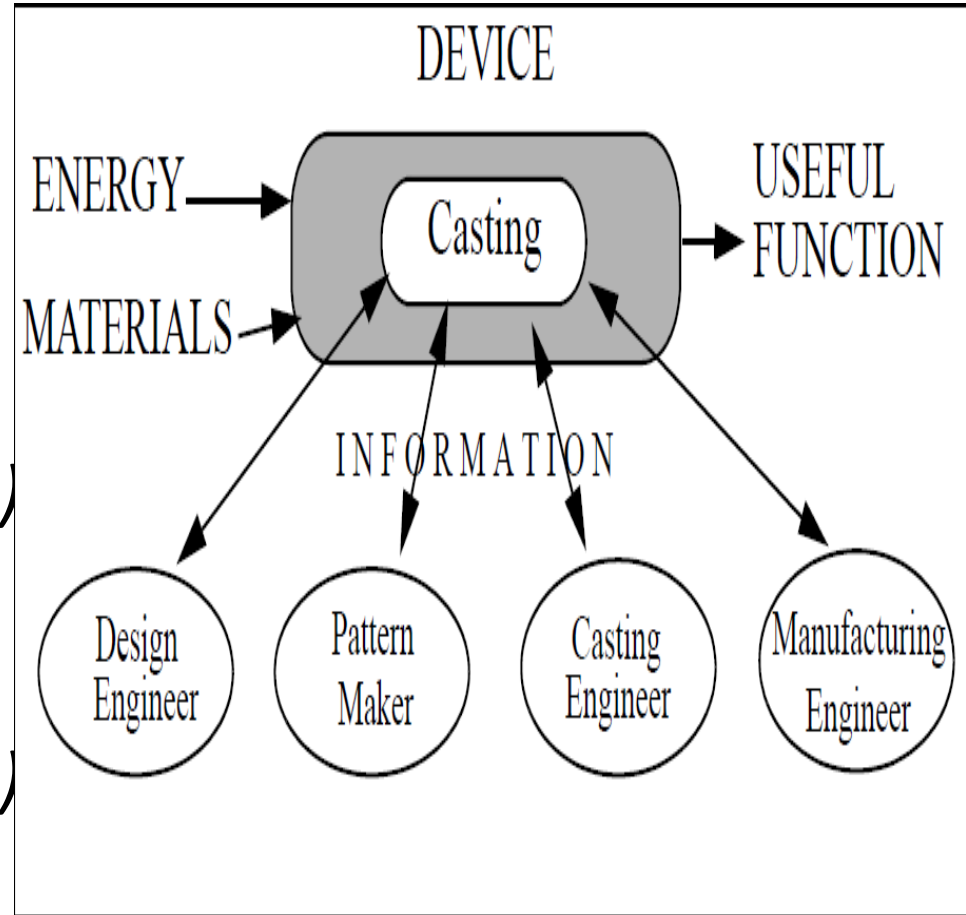 DEVICE
ENERGY
USEFUL
FUNCTION
Casting
MATERIALS
INFORMATION
)
)
Design
Engineer
Pattern
Maker
Casting
Engineer
Manufacturing
Engineer